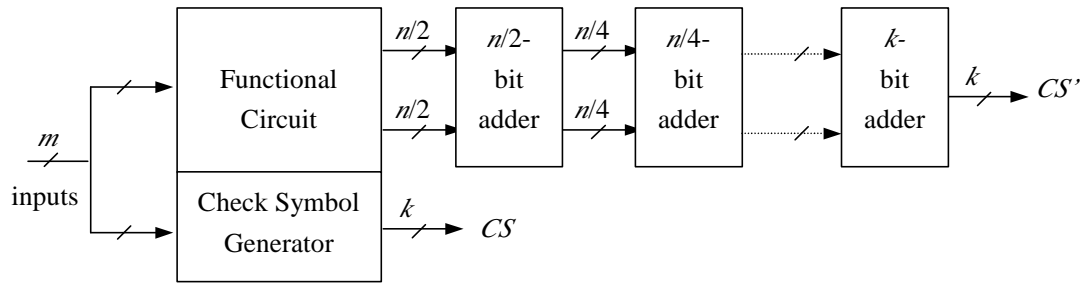 n/2
n/2
n/2-
bit
adder
n/4
n/4
n/4-
bit
adder
k-
bit
adder
k
CS'
Functional
Circuit
m
inputs
Check Symbol
Generator
k
CS